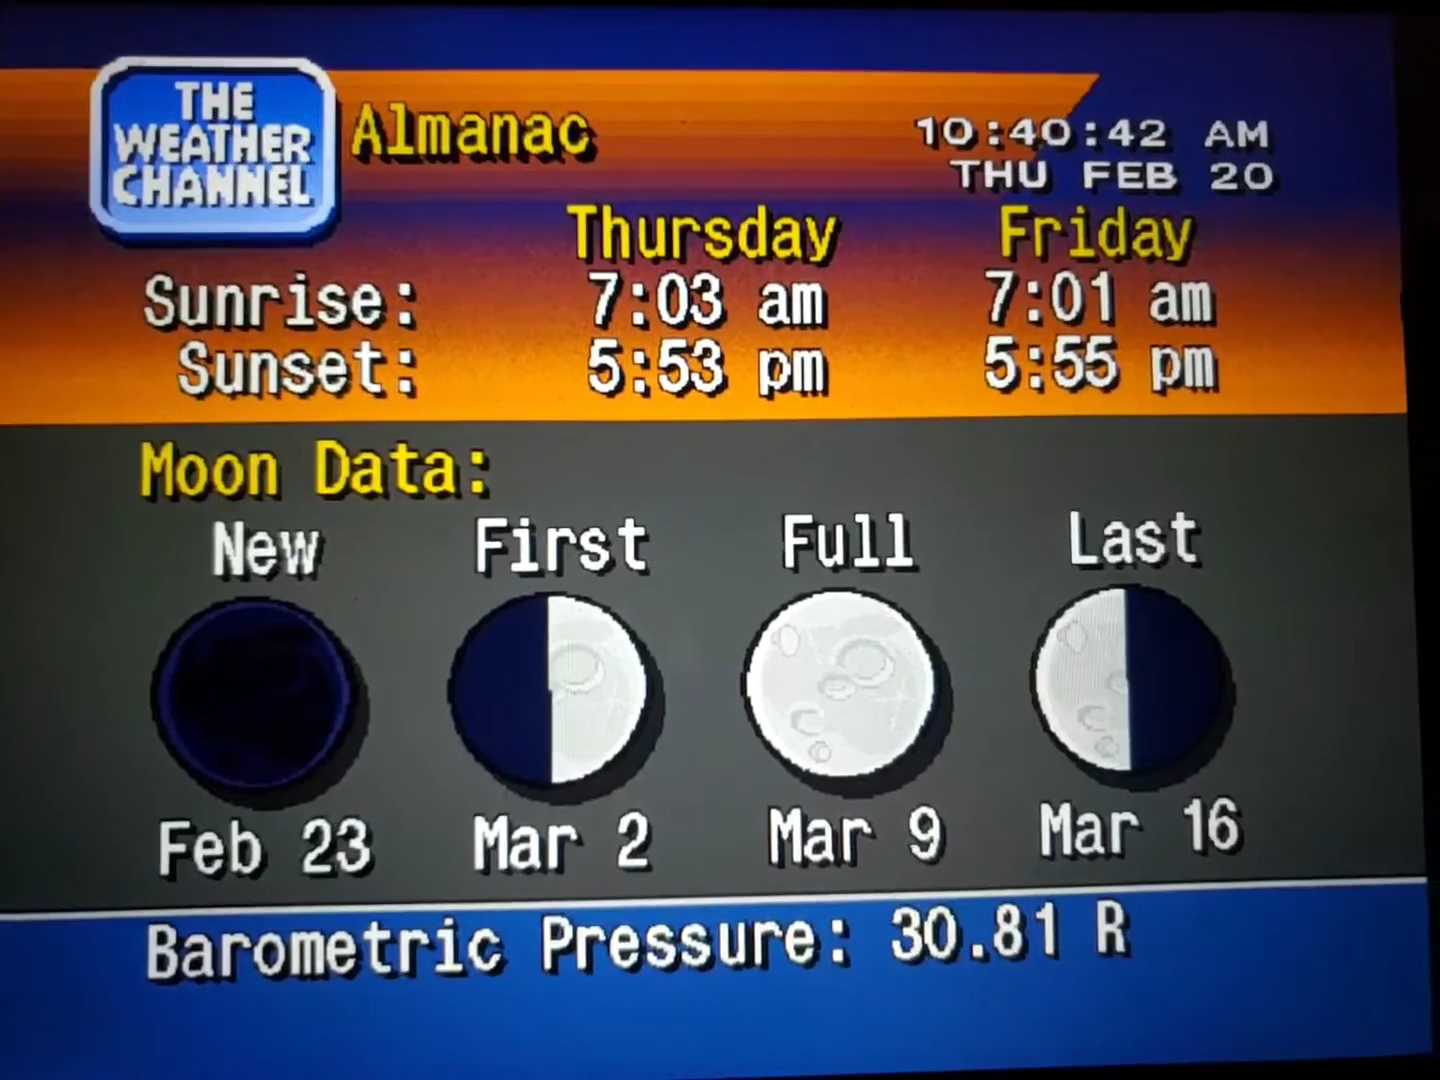 THE
WEATHER
CHANNEL
Almanac
10:40:42 AM
THU FEB 20
Thursday Friday
Sunrise: 7:03 am 7:01 am
Sunset: 5:53 pm 5:55 pm
Moon Data:
New First Full Last
Feb 23 Mar 2 Mar 9 Mar 16
Barometric Pressure: 30.81 R